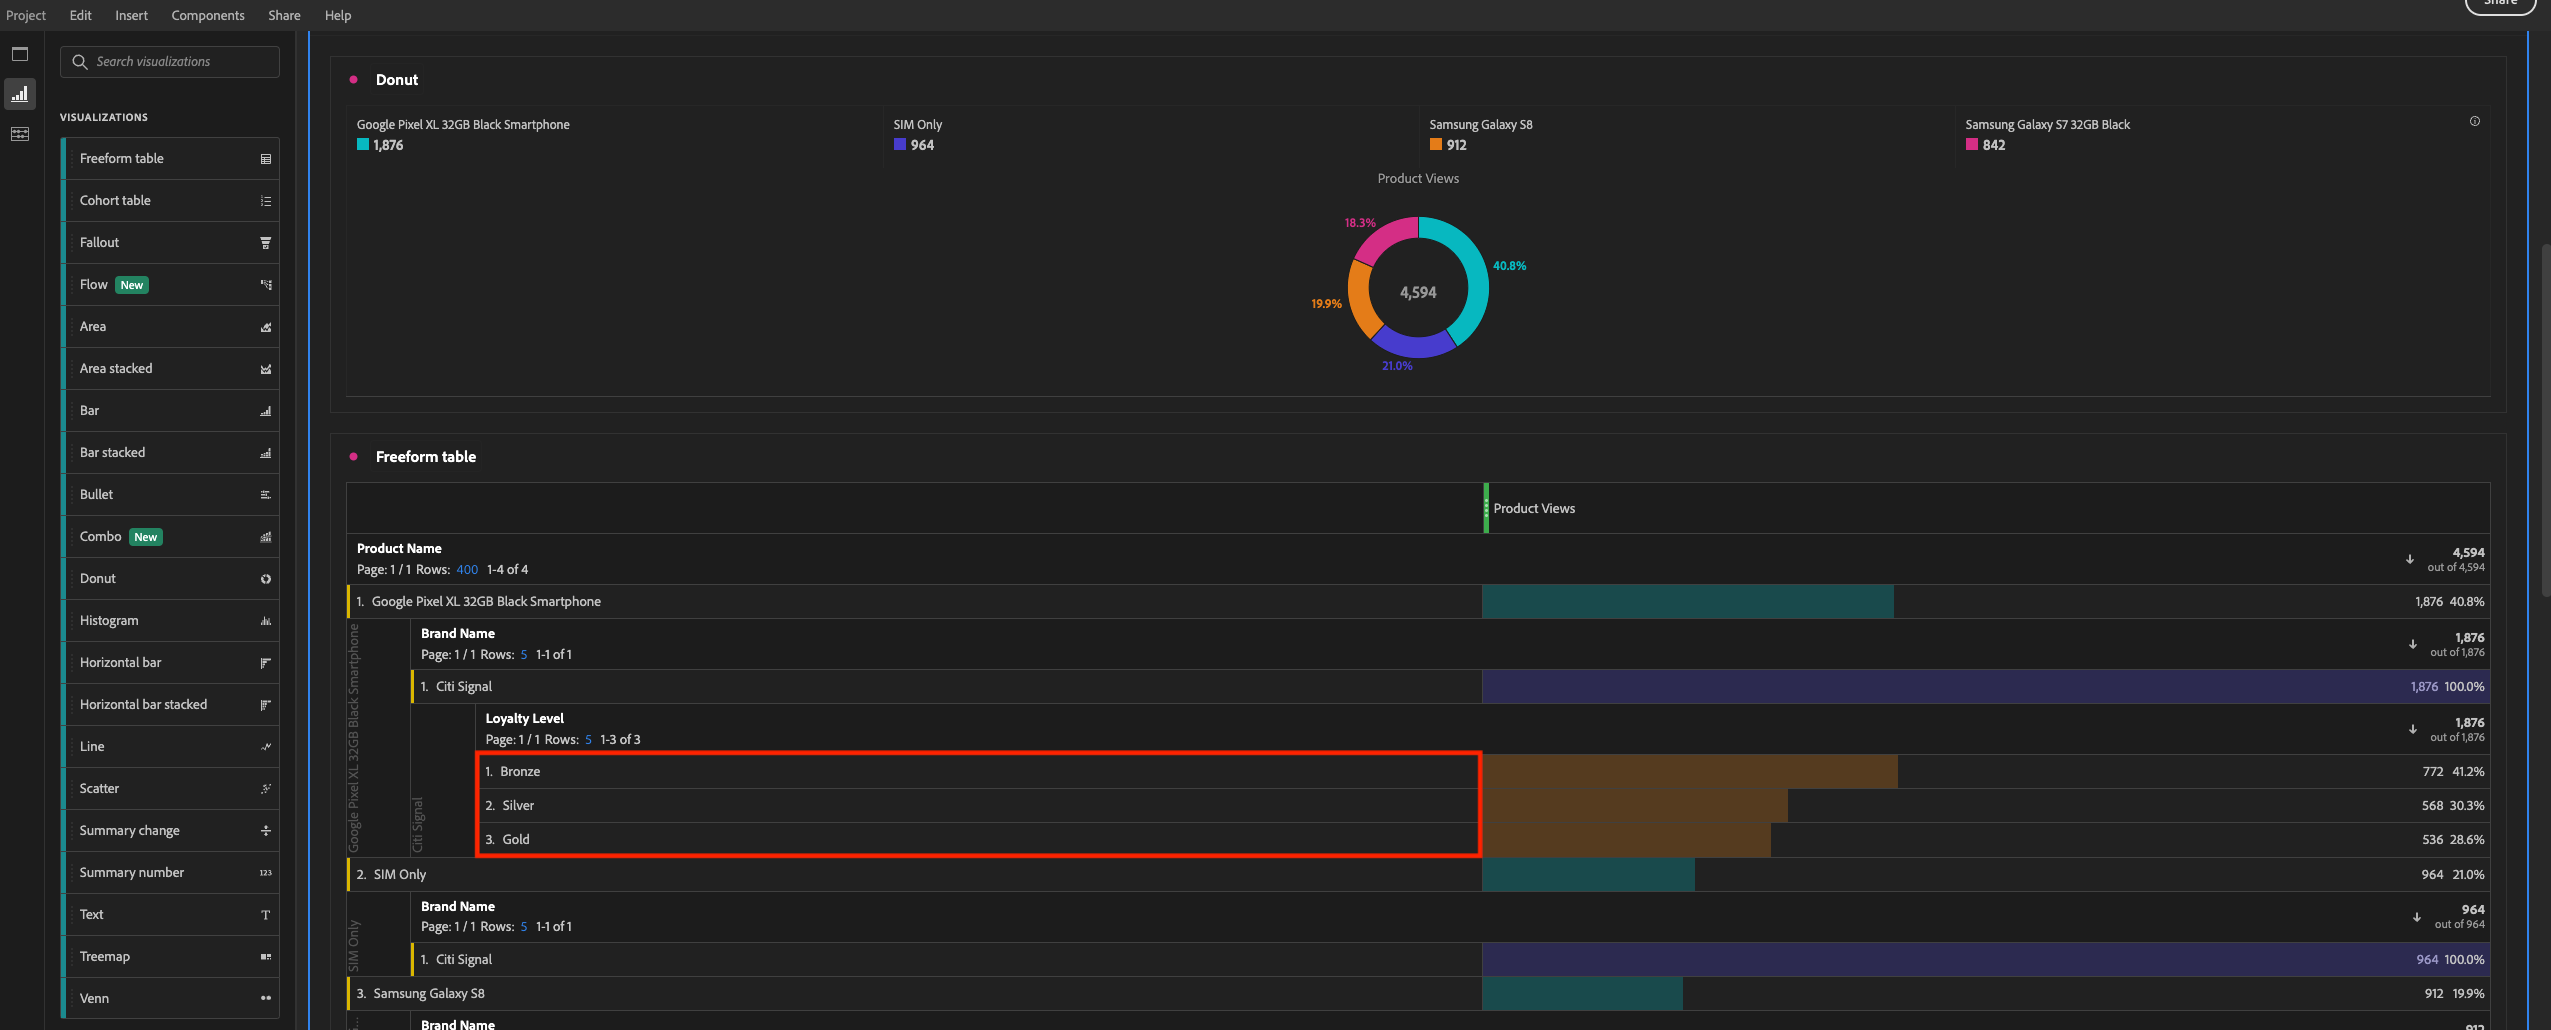 Project Edit Insert Components Share Help
Share
Search visualizations
VISUALIZATIONS
Freeform table
Cohort table
Fallout
Flow New
Area
Area stacked
Bar
Bar stacked
Bullet
Combo New
Donut
Histogram
Horizontal bar
Horizontal bar stacked
Line
Scatter
Summary change
Summary number 123
Text T
Treemap
Venn
Donut
Google Pixel XL 32GB Black Smartphone
1,876
SIM Only
964
Samsung Galaxy S8
912
Samsung Galaxy S7 32GB Black
842
Product Views
18.3%
40.8%
4,594
19.9%
21.0%
Freeform table
Product Views
Product Name
Page: 1 / 1 Rows: 400 1-4 of 4
4,594
out of 4,594
1. Google Pixel XL 32GB Black Smartphone 1,876 40.8%
Google Pixel XL 32GB Black Smartphone
Brand Name
Page: 1 / 1 Rows: 5 1-1 of 1
1,876
out of 1,876
1. Citi Signal 1,876 100.0%
Citi Signal
Loyalty Level
Page: 1 / 1 Rows: 5 1-3 of 3
1,876
out of 1,876
1. Bronze 772 41.2%
2. Silver 568 30.3%
3. Gold 536 28.6%
2. SIM Only 964 21.0%
SIM Only
Brand Name
Page: 1 / 1 Rows: 5 1-1 of 1
964
out of 964
1. Citi Signal 964 100.0%
3. Samsung Galaxy S8 912 19.9%
Brand Name
912